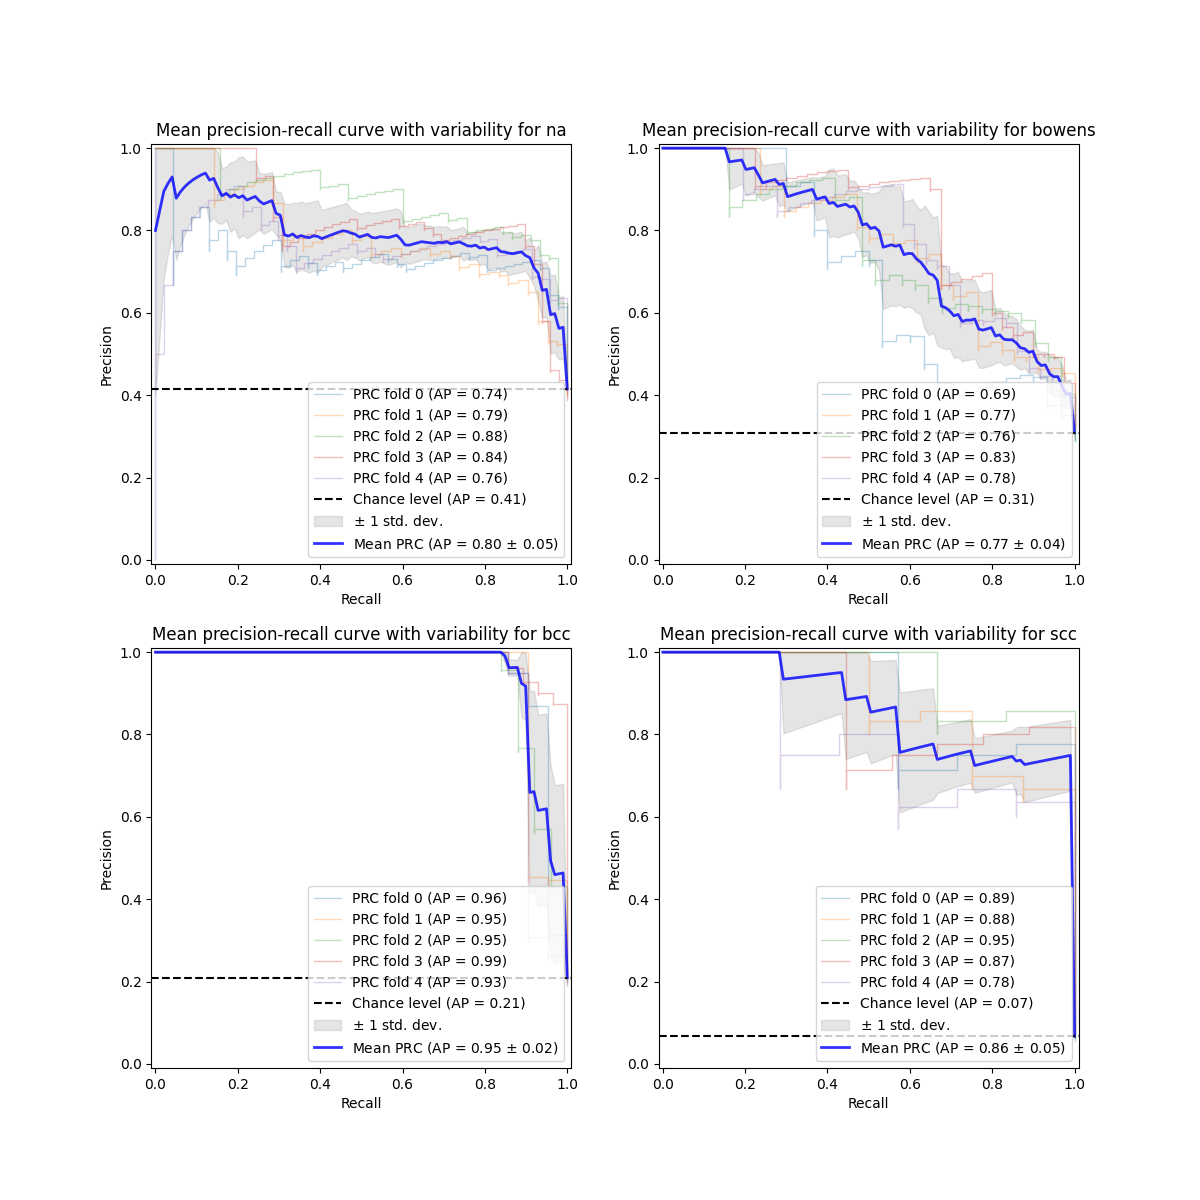 Mean precision-recall curve with variability for na
1.0
0.8
0.6
0.4
0.2
0.0
Precision
PRC fold 0 (AP = 0.74)
PRC fold 1 (AP = 0.79)
PRC fold 2 (AP = 0.88)
PRC fold 3 (AP = 0.84)
PRC fold 4 (AP = 0.76)
Chance level (AP = 0.41)
± 1 std. dev.
Mean PRC (AP = 0.80 ± 0.05)
0.0 0.2 0.4 0.6 0.8 1.0
Recall
Mean precision-recall curve with variability for bowens
1.0
0.8
0.6
0.4
0.2
0.0
Precision
PRC fold 0 (AP = 0.69)
PRC fold 1 (AP = 0.77)
PRC fold 2 (AP = 0.76)
PRC fold 3 (AP = 0.83)
PRC fold 4 (AP = 0.78)
Chance level (AP = 0.31)
± 1 std. dev.
Mean PRC (AP = 0.77 ± 0.04)
0.0 0.2 0.4 0.6 0.8 1.0
Recall
Mean precision-recall curve with variability for bcc
1.0
0.8
0.6
0.4
0.2
0.0
Precision
PRC fold 0 (AP = 0.96)
PRC fold 1 (AP = 0.95)
PRC fold 2 (AP = 0.95)
PRC fold 3 (AP = 0.99)
PRC fold 4 (AP = 0.93)
Chance level (AP = 0.21)
± 1 std. dev.
Mean PRC (AP = 0.95 ± 0.02)
0.0 0.2 0.4 0.6 0.8 1.0
Recall
Mean precision-recall curve with variability for scc
1.0
0.8
0.6
0.4
0.2
0.0
Precision
PRC fold 0 (AP = 0.89)
PRC fold 1 (AP = 0.88)
PRC fold 2 (AP = 0.95)
PRC fold 3 (AP = 0.87)
PRC fold 4 (AP = 0.78)
Chance level (AP = 0.07)
± 1 std. dev.
Mean PRC (AP = 0.86 ± 0.05)
0.0 0.2 0.4 0.6 0.8 1.0
Recall